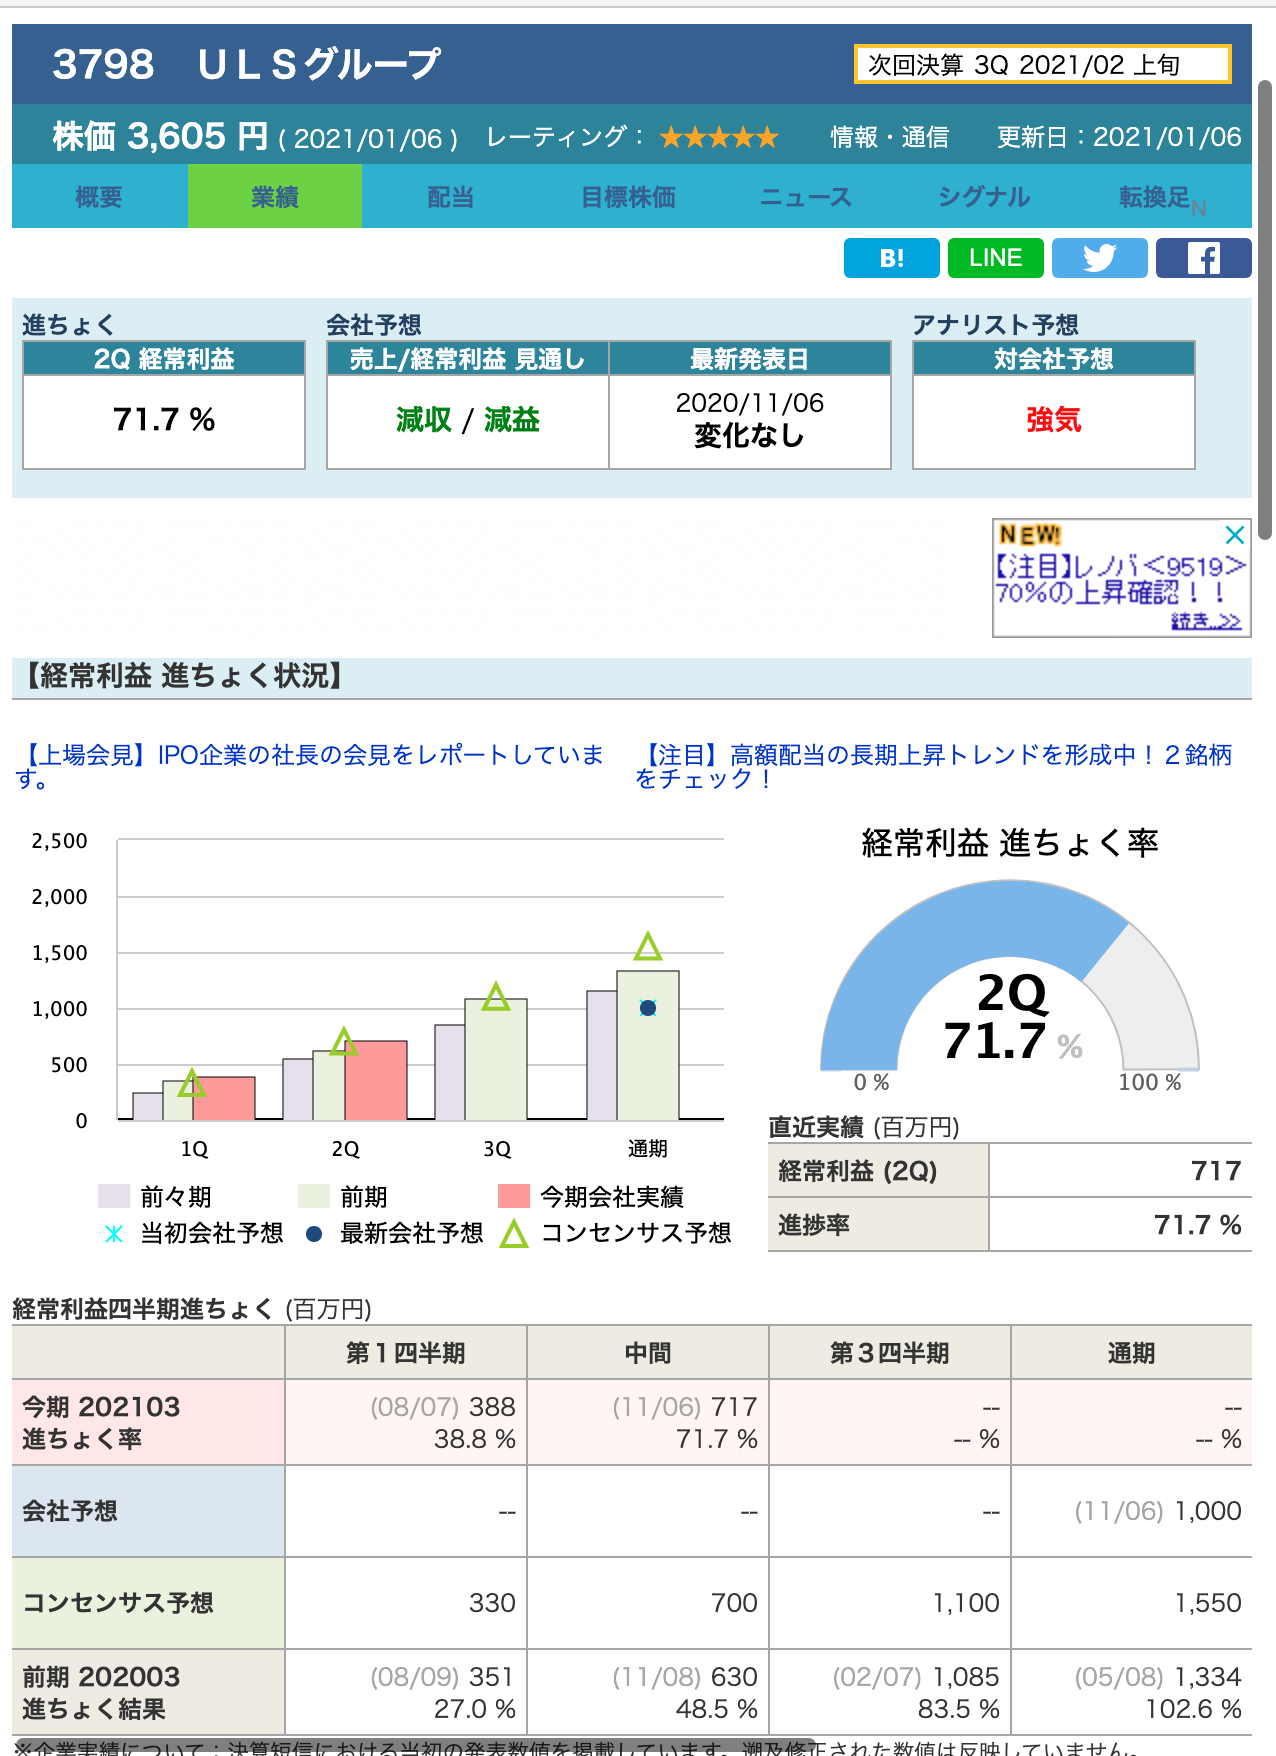 3798　ＵＬＳグループ
次回決算 3Q 2021/02 上旬
株価 3,605 円 ( 2021/01/06 ) レーティング： ★★★★★ 情報・通信 更新日：2021/01/06
概要 業績 配当 目標株価 ニュース シグナル 転換足 N
B! LINE
進ちょく 会社予想 アナリスト予想
2Q 経常利益 売上/経常利益 見通し 最新発表日 対会社予想
71.7 % 減収 / 減益 2020/11/06 強気
変化なし
NEW!
【注目】レノバ<9519>
70%の上昇確認！！
続き..>>
【経常利益 進ちょく状況】
【上場会見】IPO企業の社長の会見をレポートしています。
【注目】高額配当の長期上昇トレンドを形成中！２銘柄をチェック！
2,500
2,000
1,500
1,000
500
0
1Q 2Q 3Q 通期
前々期 前期 今期会社実績
当初会社予想 最新会社予想 コンセンサス予想
経常利益 進ちょく率
2Q
71.7 %
0 % 100 %
直近実績 (百万円)
経常利益 (2Q) 717
進捗率 71.7 %
経常利益四半期進ちょく (百万円)
第１四半期 中間 第３四半期 通期
今期 202103 (08/07) 388 (11/06) 717 -- --
進ちょく率 38.8 % 71.7 % -- % -- %
会社予想 -- -- -- (11/06) 1,000
コンセンサス予想 330 700 1,100 1,550
前期 202003 (08/09) 351 (11/08) 630 (02/07) 1,085 (05/08) 1,334
進ちょく結果 27.0 % 48.5 % 83.5 % 102.6 %
※企業実績について：決算短信における当初の発表数値を掲載しています。遡及修正された数値は反映していません。